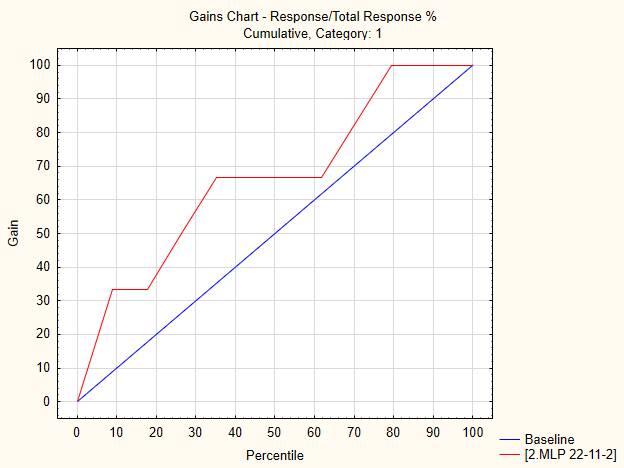 Gains Chart - Response/Total Response %
Cumulative, Category: 1
100
90
80
70
60
50
40
30
20
10
0
Gain
0 10 20 30 40 50 60 70 80 90 100
Percentile
Baseline
[2.MLP 22-11-2]